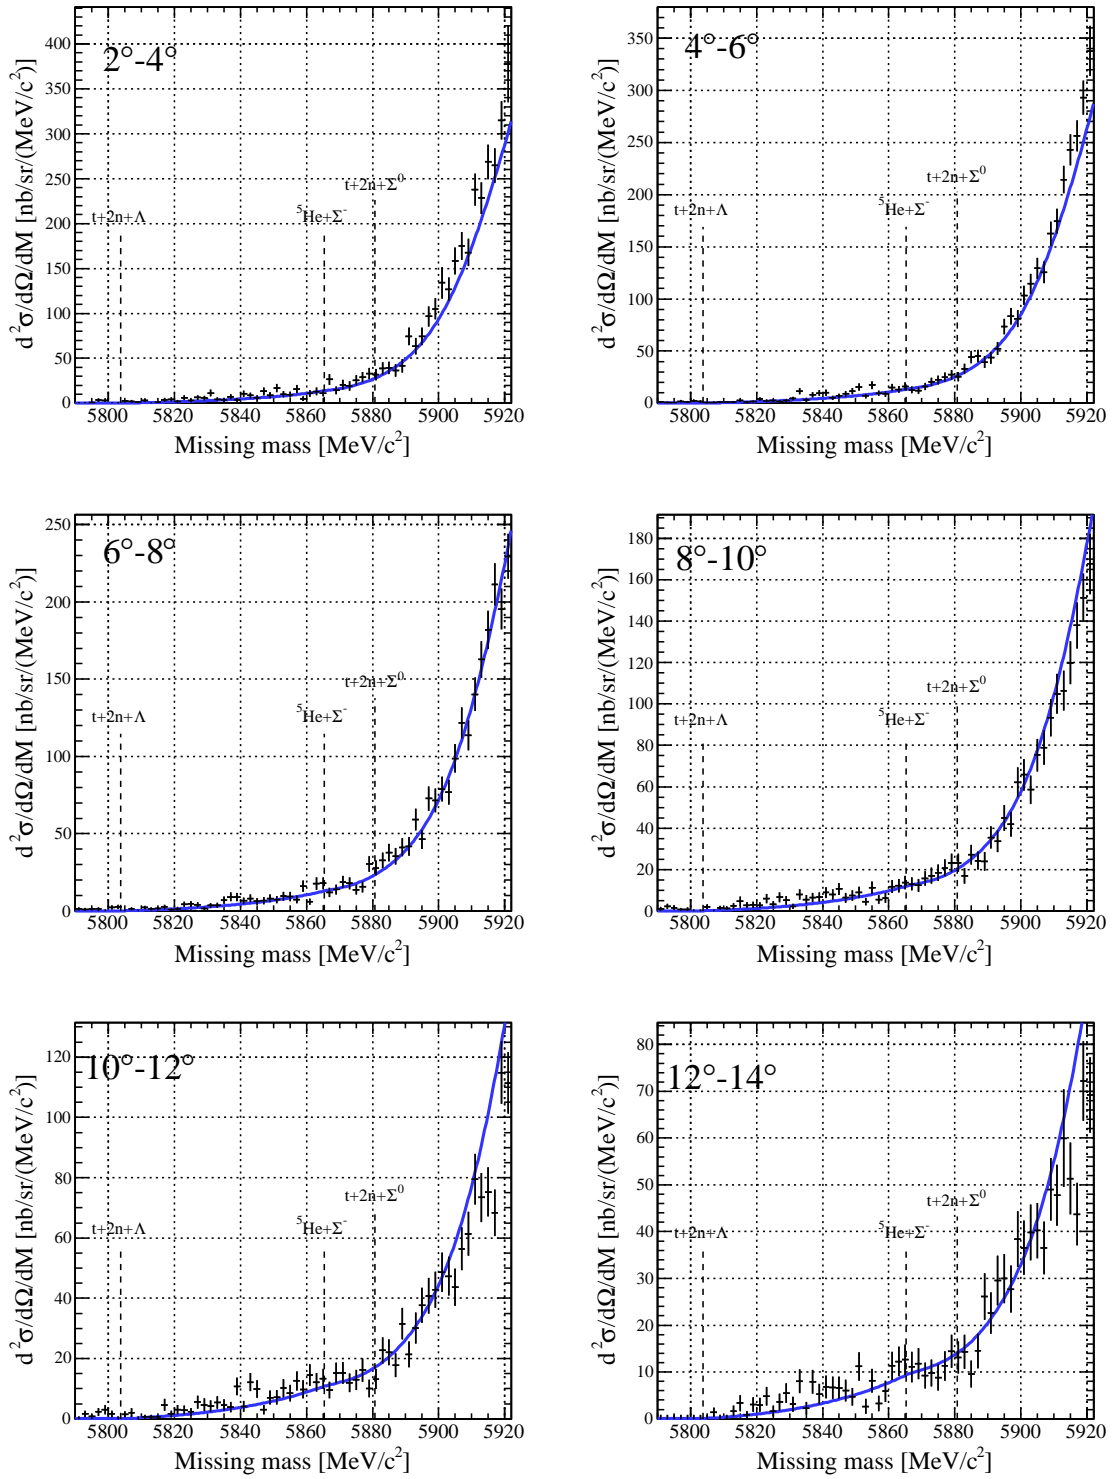 2°-4°
d²σ/dΩ/dM [nb/sr/(MeV/c²)]
400
350
300
250
200
150
100
50
0
t+2n+Λ
⁵He+Σ⁻
t+2n+Σ⁰
5800 5820 5840 5860 5880 5900 5920
Missing mass [MeV/c²]
4°-6°
d²σ/dΩ/dM [nb/sr/(MeV/c²)]
350
300
250
200
150
100
50
0
t+2n+Λ
⁵He+Σ⁻
t+2n+Σ⁰
5800 5820 5840 5860 5880 5900 5920
Missing mass [MeV/c²]
6°-8°
d²σ/dΩ/dM [nb/sr/(MeV/c²)]
250
200
150
100
50
0
t+2n+Λ
⁵He+Σ⁻
t+2n+Σ⁰
5800 5820 5840 5860 5880 5900 5920
Missing mass [MeV/c²]
8°-10°
d²σ/dΩ/dM [nb/sr/(MeV/c²)]
180
160
140
120
100
80
60
40
20
0
t+2n+Λ
⁵He+Σ⁻
t+2n+Σ⁰
5800 5820 5840 5860 5880 5900 5920
Missing mass [MeV/c²]
10°-12°
d²σ/dΩ/dM [nb/sr/(MeV/c²)]
120
100
80
60
40
20
0
t+2n+Λ
⁵He+Σ⁻
t+2n+Σ⁰
5800 5820 5840 5860 5880 5900 5920
Missing mass [MeV/c²]
12°-14°
d²σ/dΩ/dM [nb/sr/(MeV/c²)]
80
70
60
50
40
30
20
10
0
t+2n+Λ
⁵He+Σ⁻
t+2n+Σ⁰
5800 5820 5840 5860 5880 5900 5920
Missing mass [MeV/c²]